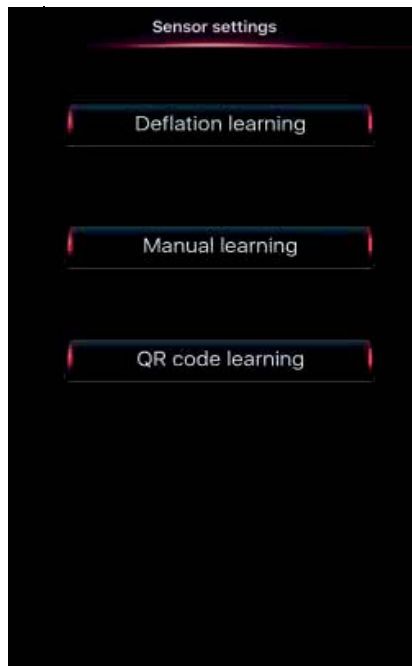 Sensor settings
Deflation learning
Manual learning
QR code learning